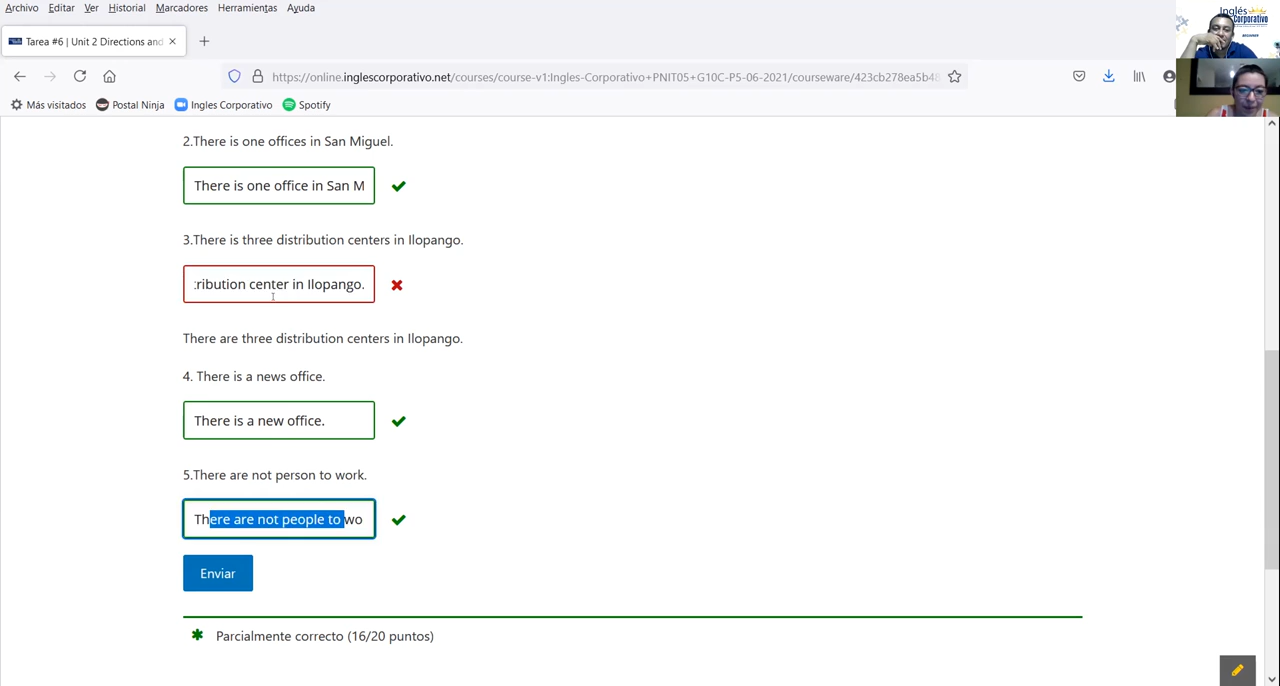 Archivo Editar Ver Historial Marcadores Herramientas Ayuda
Inglés
Corporativo
Tarea #6 | Unit 2 Directions and
https://online.inglescorporativo.net/courses/course-v1:Ingles-Corporativo+PNIT05+G10C-P5-06-2021/courseware/423cb278ea5b48
Más visitados Postal Ninja Ingles Corporativo Spotify
2.There is one offices in San Miguel.
There is one office in San M
3.There is three distribution centers in Ilopango.
tribution center in Ilopango.
There are three distribution centers in Ilopango.
4. There is a news office.
There is a new office.
5.There are not person to work.
There are not people to wo
Enviar
Parcialmente correcto (16/20 puntos)